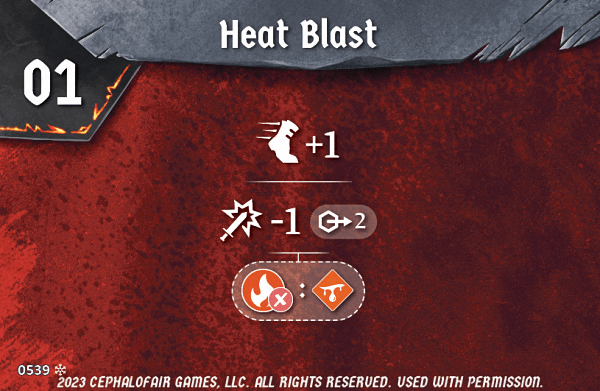 Heat Blast
01
+1
-1 2
:
0539
2023 CEPHALOFAIR GAMES, LLC. ALL RIGHTS RESERVED. USED WITH PERMISSION.